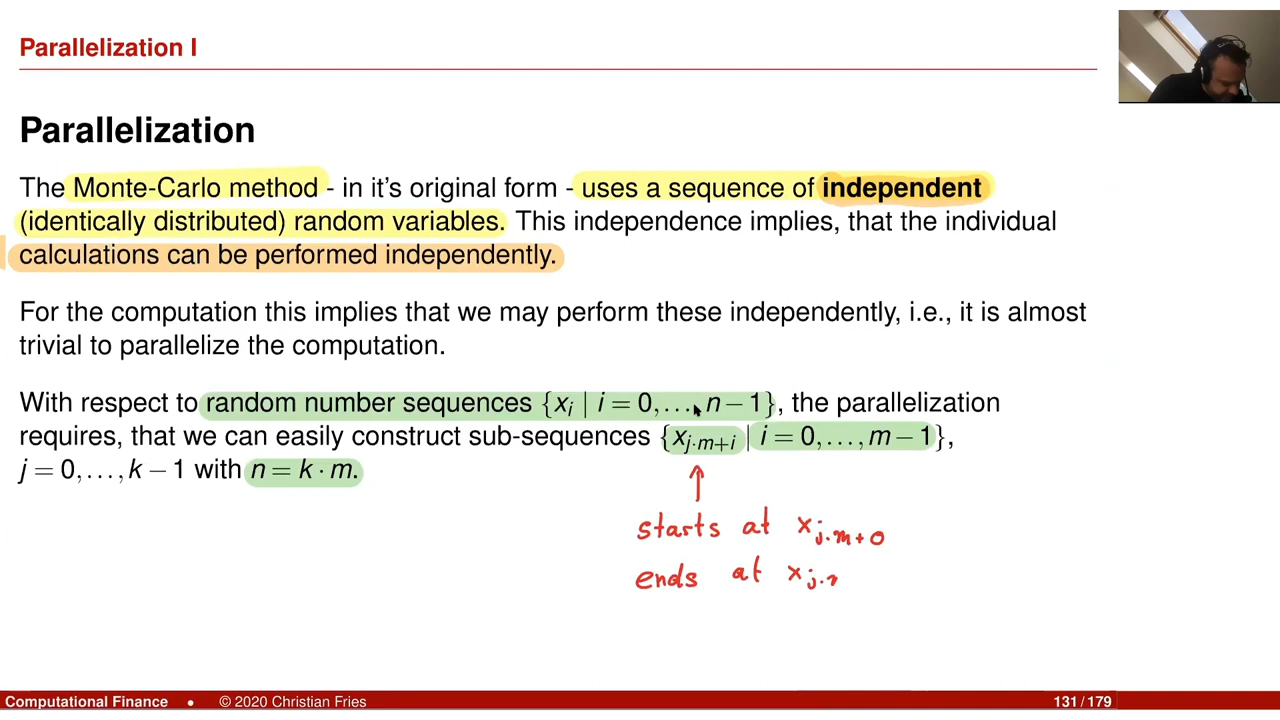 Parallelization I
Parallelization
The Monte-Carlo method - in it's original form - uses a sequence of independent
(identically distributed) random variables. This independence implies, that the individual
calculations can be performed independently.
For the computation this implies that we may perform these independently, i.e., it is almost
trivial to parallelize the computation.
With respect to random number sequences {xᵢ | i = 0,..., n − 1}, the parallelization
requires, that we can easily construct sub-sequences {x_{j·m+i} | i = 0,..., m − 1},
j = 0,..., k − 1 with n = k · m.
↑
starts at x_{j·m+0}
ends at x_{j·
Computational Finance • © 2020 Christian Fries 131 / 179